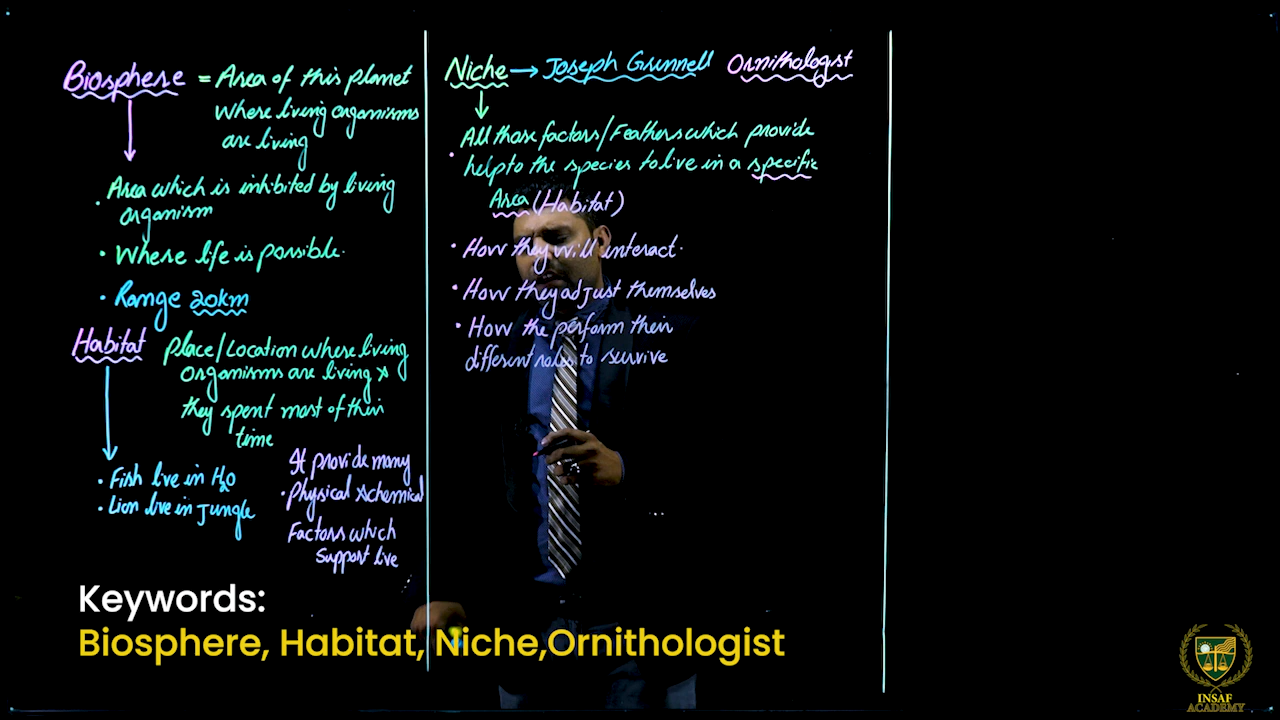 Biosphere = Area of this planet
where living organisms
are living
• Area which is inhibited by living
organism
• Where life is possible.
• Range 20km
Habitat Place/Location where living
organisms are living &
they spent most of their
time
• Fish live in H2O
• Lion live in Jungle
It provide many
• Physical & chemical
Factors which
Support live
Niche → Joseph Grinnell Ornithologist
• All those factors/Feathers which provide
help to the species to live in a specific
Area (Habitat)
• How they will interact.
• How they adjust themselves
• How the perform their
different roles to survive
Keywords:
Biosphere, Habitat, Niche,Ornithologist
INSAF
ACADEMY